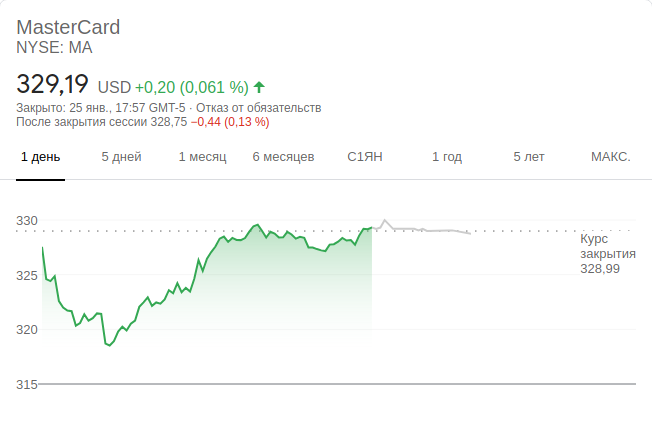 MasterCard
NYSE: MA
329,19 USD +0,20 (0,061 %)
Закрыто: 25 янв., 17:57 GMT-5 · Отказ от обязательств
После закрытия сессии 328,75 −0,44 (0,13 %)
1 день 5 дней 1 месяц 6 месяцев С1ЯН 1 год 5 лет МАКС.
330
Курс
закрытия
328,99
325
320
315